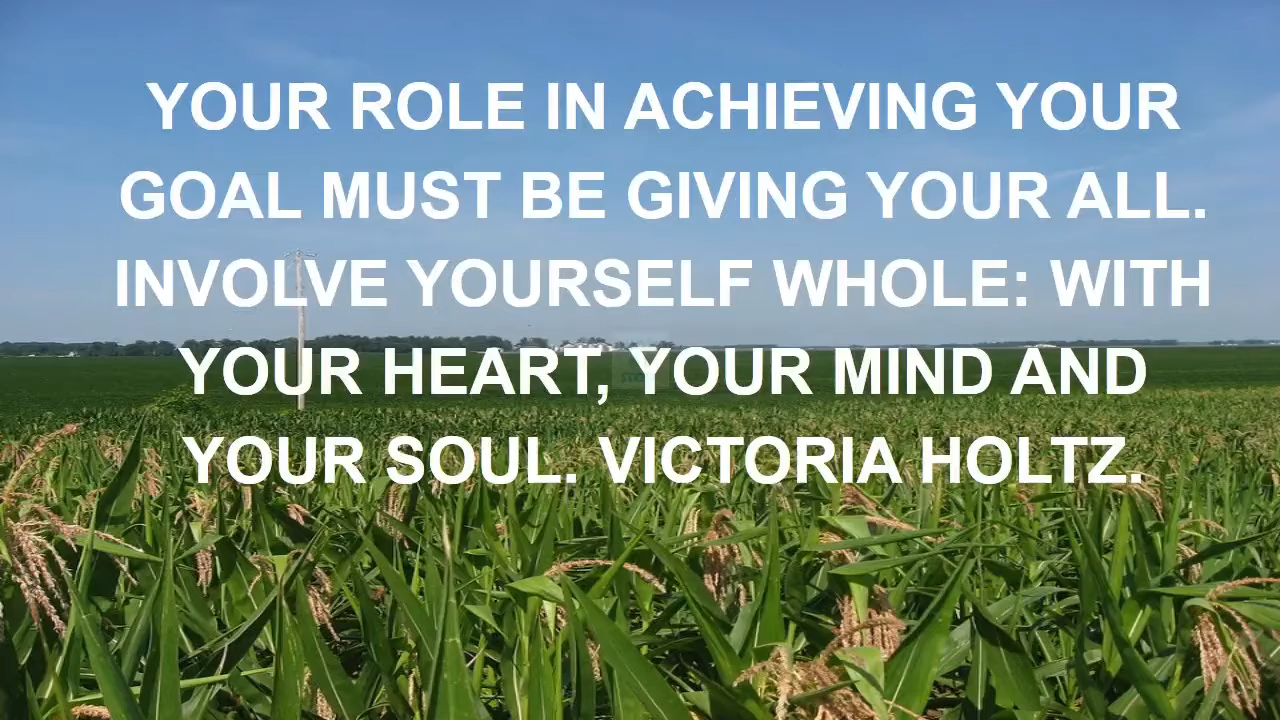 YOUR ROLE IN ACHIEVING YOUR
GOAL MUST BE GIVING YOUR ALL.
INVOLVE YOURSELF WHOLE: WITH
YOUR HEART, YOUR MIND AND
YOUR SOUL. VICTORIA HOLTZ.